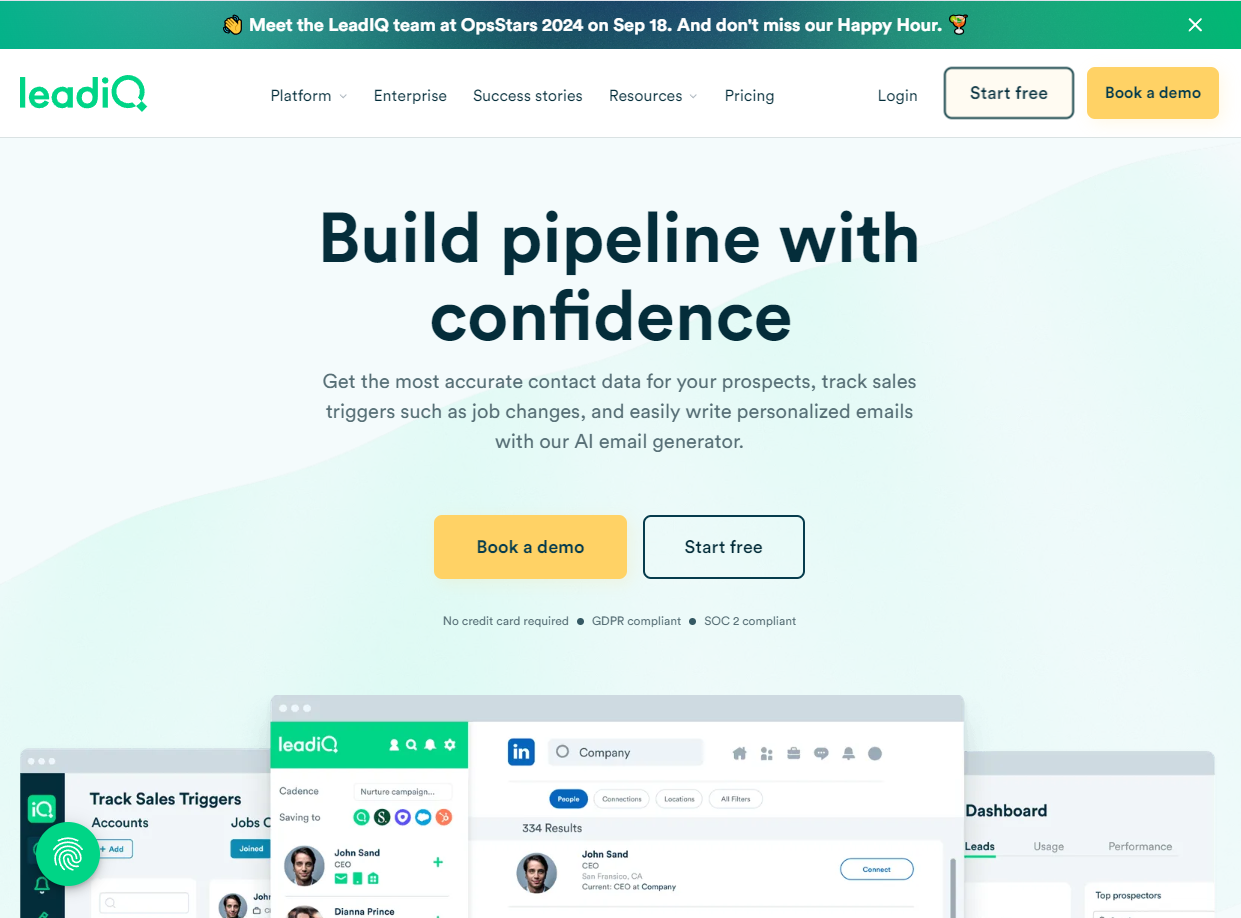 👋 Meet the LeadIQ team at OpsStars 2024 on Sep 18. And don't miss our Happy Hour. 🍹
leadiQ
Platform
Enterprise
Success stories
Resources
Pricing
Login
Start free
Book a demo
Build pipeline with
confidence
Get the most accurate contact data for your prospects, track sales
triggers such as job changes, and easily write personalized emails
with our AI email generator.
Book a demo
Start free
No credit card required ● GDPR compliant ● SOC 2 compliant
iQ
Track Sales Triggers
Accounts
Jobs C
+ Add
Joined
John
leadiQ
Cadence
Nurture campaign...
Saving to
John Sand
CEO
Dianna Prince
in
Company
People
Connections
Locations
All Filters
334 Results
John Sand
CEO
San Fransico, CA
Current: CEO at Company
Connect
Dashboard
Leads
Usage
Performance
Top prospectors